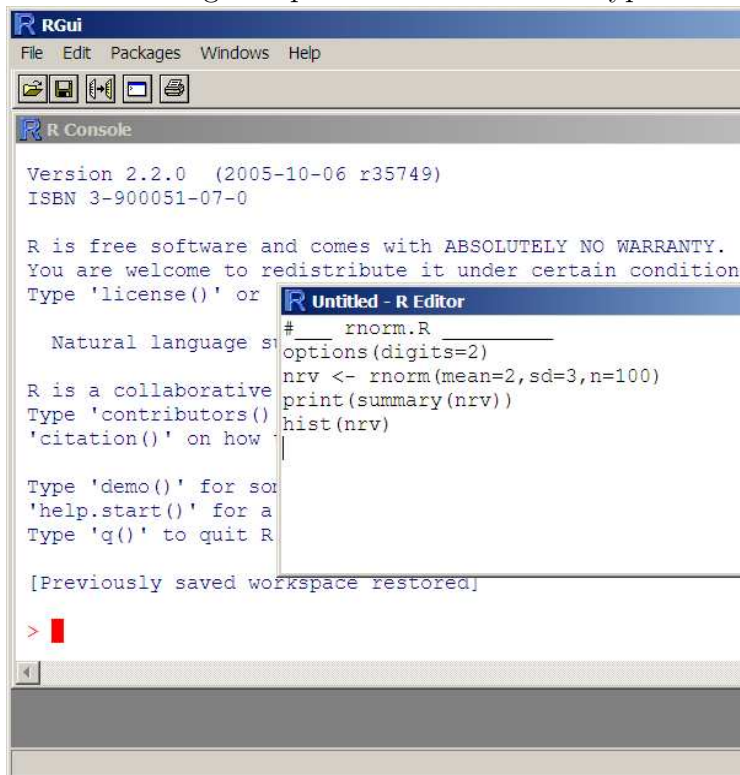 RGui
File Edit Packages Windows Help
R Console
Version 2.2.0 (2005-10-06 r35749)
ISBN 3-900051-07-0
R is free software and comes with ABSOLUTELY NO WARRANTY.
You are welcome to redistribute it under certain condition
Type 'license()' or
Natural language
R is a collaborative
Type 'contributors()
'citation()' on how
Type 'demo()' for
'help.start()' for a
Type 'q()' to quit R
[Previously saved workspace restored]
>
Untitled - R Editor
#___ rnorm.R __________
options(digits=2)
nrv <- rnorm(mean=2,sd=3,n=100)
print(summary(nrv))
hist(nrv)